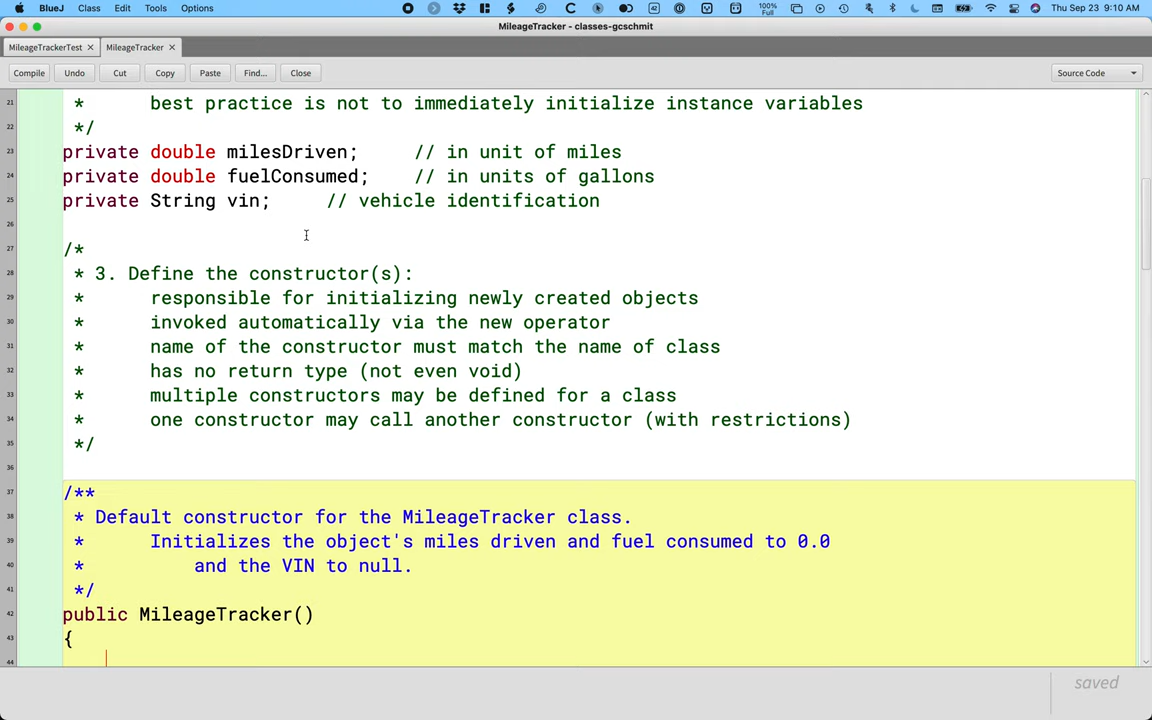 BlueJ Class Edit Tools Options 42 100% Full Thu Sep 23 9:10 AM
MileageTracker - classes-gcschmit
MileageTrackerTest × MileageTracker ×
Compile Undo Cut Copy Paste Find... Close Source Code
21 * best practice is not to immediately initialize instance variables
22 */
23 private double milesDriven; // in unit of miles
24 private double fuelConsumed; // in units of gallons
25 private String vin; // vehicle identification
26
27 /*
28 * 3. Define the constructor(s):
29 * responsible for initializing newly created objects
30 * invoked automatically via the new operator
31 * name of the constructor must match the name of class
32 * has no return type (not even void)
33 * multiple constructors may be defined for a class
34 * one constructor may call another constructor (with restrictions)
35 */
36
37 /**
38 * Default constructor for the MileageTracker class.
39 * Initializes the object's miles driven and fuel consumed to 0.0
40 * and the VIN to null.
41 */
42 public MileageTracker()
43 {
44
saved